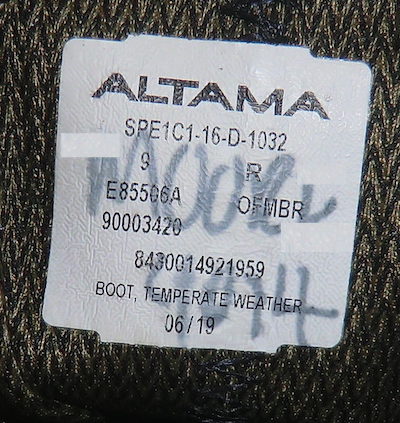 ALTAMA
SPE1C1-16-D-1032
9 R
E85506A OFMBR
90003420
8430014921959
BOOT, TEMPERATE WEATHER
06/19